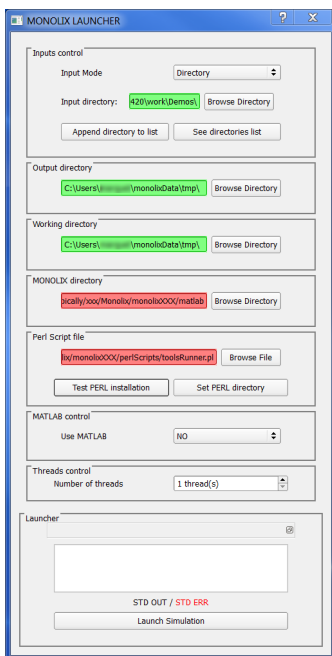 MONOLIX LAUNCHER
Inputs control
Input Mode Directory
Input directory: 420\work\Demos\ Browse Directory
Append directory to list See directories list
Output directory
C:\Users\ \monolixData\tmp\ Browse Directory
Working directory
C:\Users\ \monolixData\tmp\ Browse Directory
MONOLIX directory
pically/xxx/Monolix/monolixXXX/matlab Browse Directory
Perl Script file
lix/monolixXXX/perlScripts/toolsRunner.pl Browse File
Test PERL installation Set PERL directory
MATLAB control
Use MATLAB NO
Threads control
Number of threads 1 thread(s)
Launcher
STD OUT / STD ERR
Launch Simulation